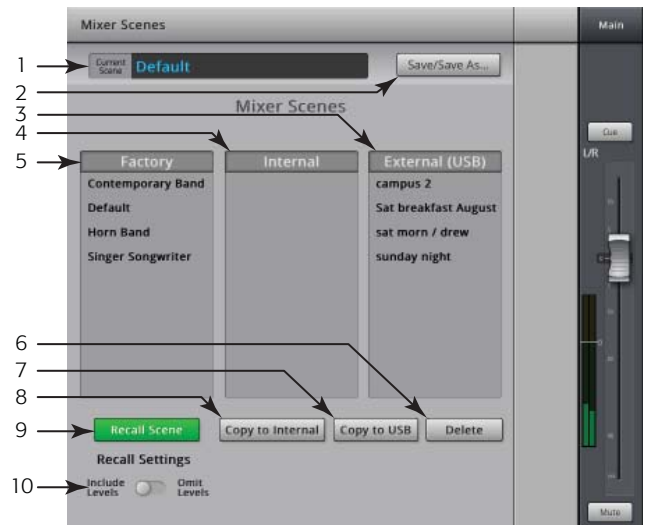 Mixer Scenes
Main
1
Current Scene
Default
Save/Save As...
2
Mixer Scenes
3
4
Cue
5
Factory
Internal
External (USB)
L/R
Contemporary Band
Default
Horn Band
Singer Songwriter
campus 2
Sat breakfast August
sat morn / drew
sunday night
6
7
8
9
Recall Scene
Copy to Internal
Copy to USB
Delete
Recall Settings
10
Include Levels
Omit Levels
Mute